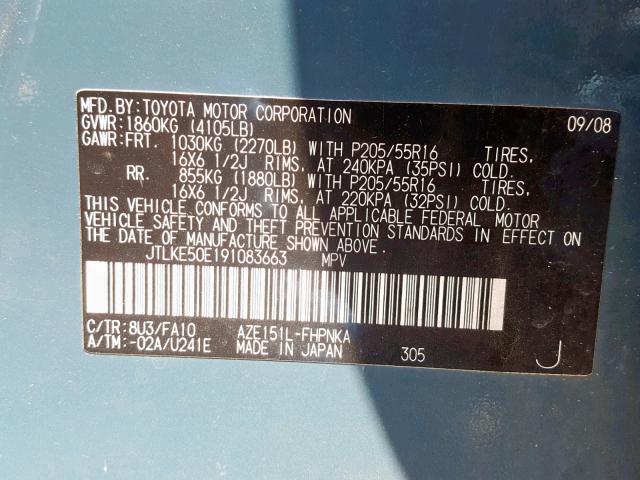 MFD.BY:TOYOTA MOTOR CORPORATION 09/08
GVWR:1860KG (4105LB)
GAWR:FRT. 1030KG (2270LB) WITH P205/55R16 TIRES,
16X6 1/2J RIMS, AT 240KPA (35PSI) COLD.
RR. 855KG (1880LB) WITH P205/55R16 TIRES,
16X6 1/2J RIMS, AT 220KPA (32PSI) COLD.
THIS VEHICLE CONFORMS TO ALL APPLICABLE FEDERAL MOTOR
VEHICLE SAFETY AND THEFT PREVENTION STANDARDS IN EFFECT ON
THE DATE OF MANUFACTURE SHOWN ABOVE.
JTLKE50E191083663 MPV
C/TR:8U3/FA10 AZE151L-FHPNKA
A/TM:-02A/U241E MADE IN JAPAN 305 J